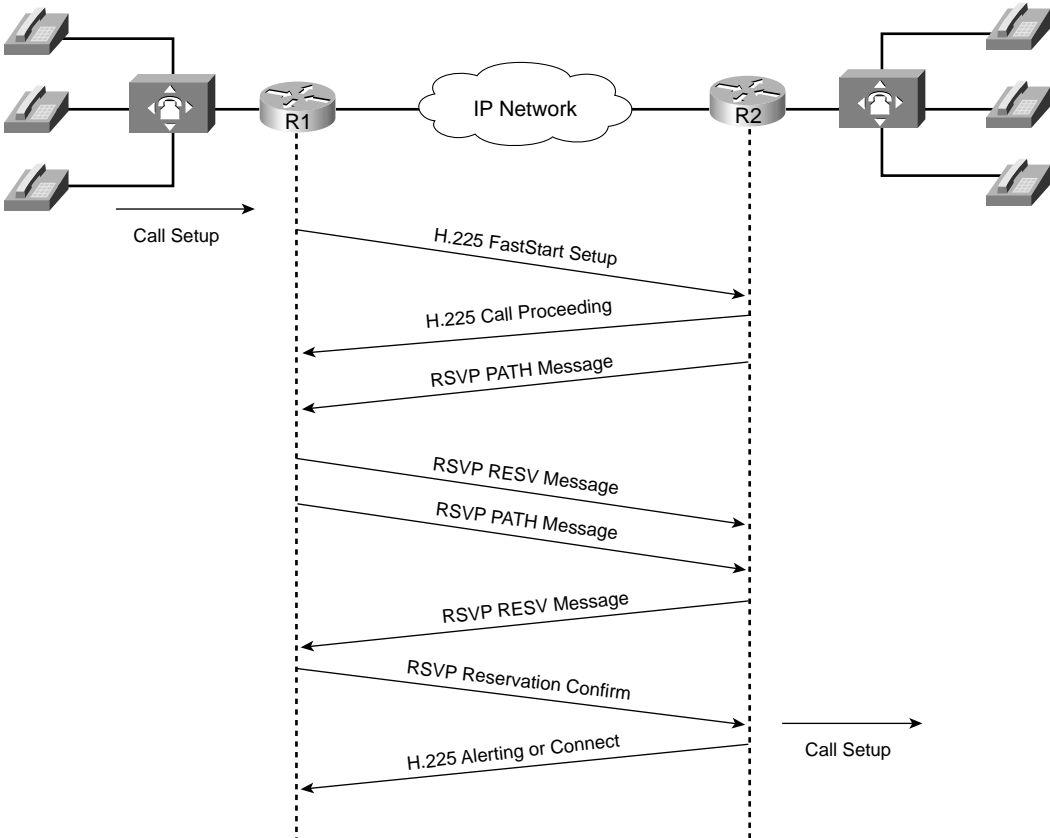 R1
IP Network
R2
Call Setup
H.225 FastStart Setup
H.225 Call Proceeding
RSVP PATH Message
RSVP RESV Message
RSVP PATH Message
RSVP RESV Message
RSVP Reservation Confirm
H.225 Alerting or Connect
Call Setup